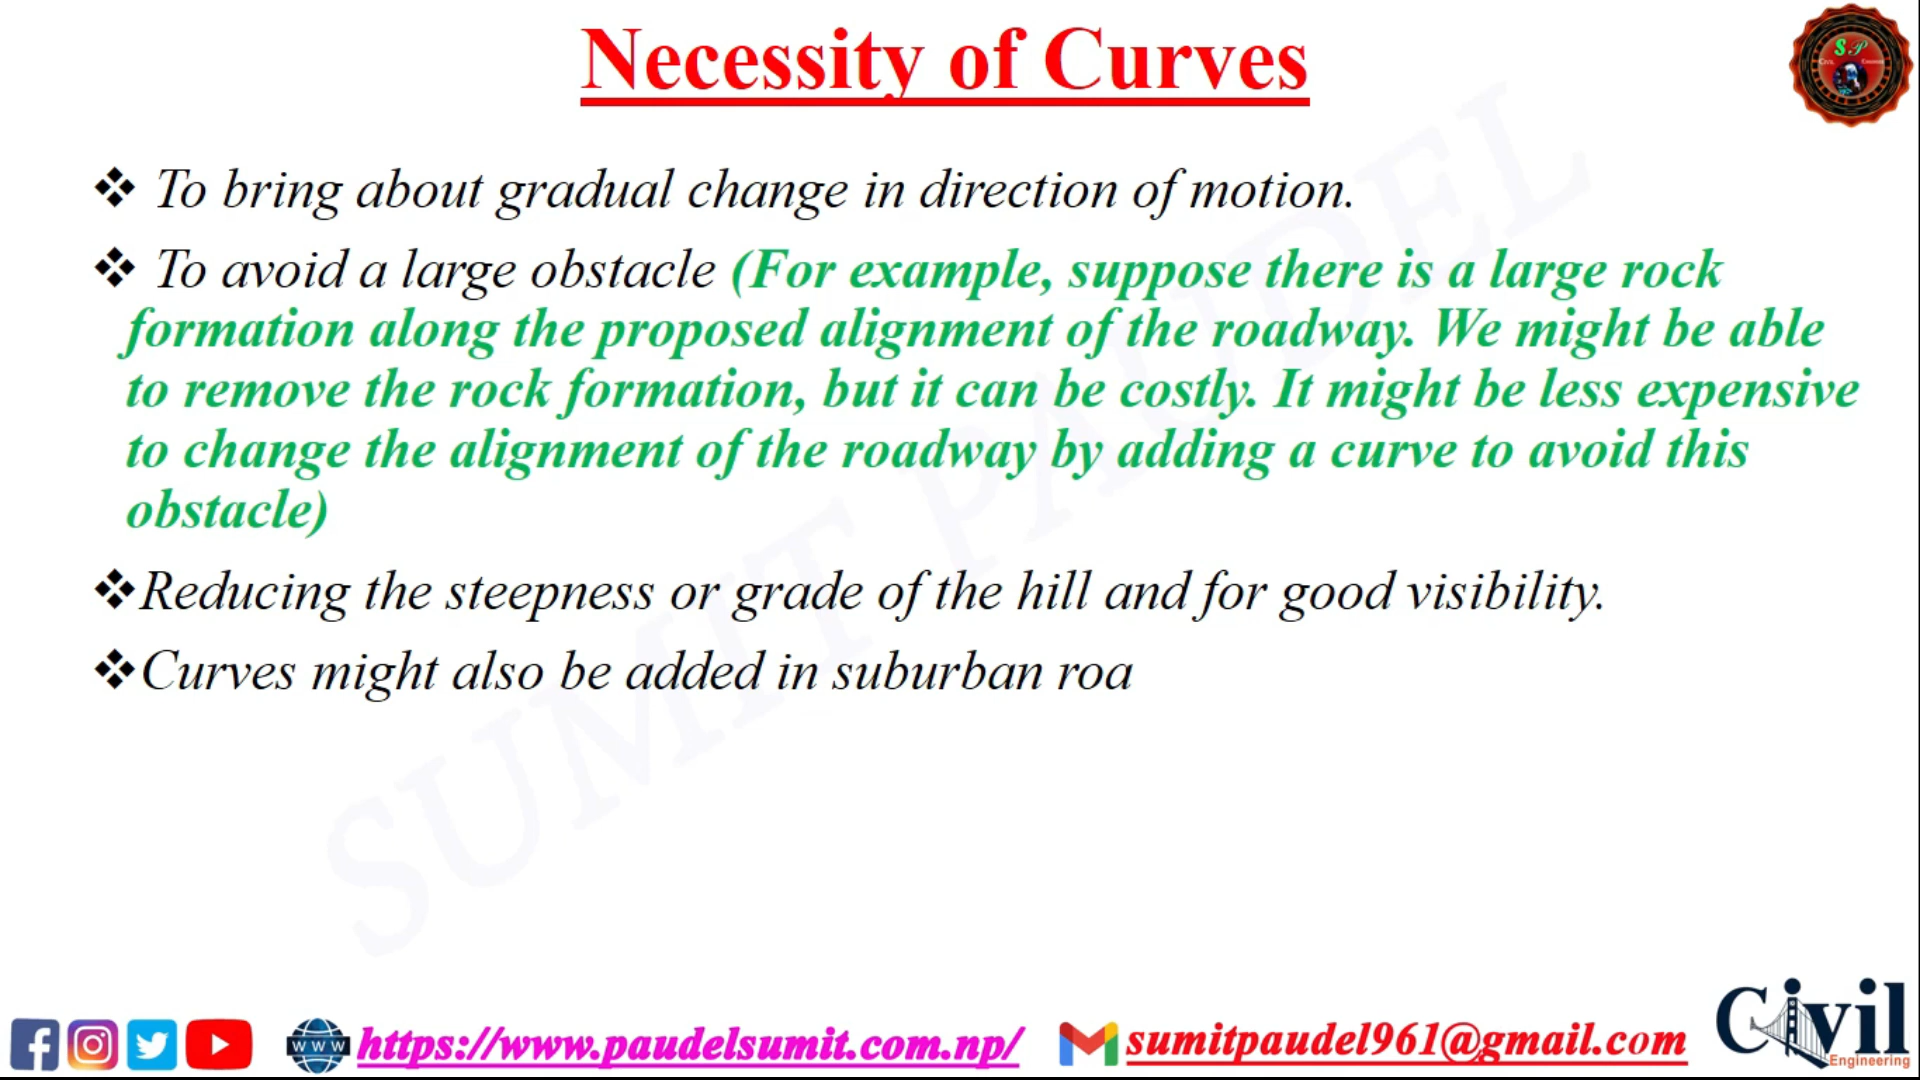 Necessity of Curves
To bring about gradual change in direction of motion.
To avoid a large obstacle (For example, suppose there is a large rock
formation along the proposed alignment of the roadway. We might be able
to remove the rock formation, but it can be costly. It might be less expensive
to change the alignment of the roadway by adding a curve to avoid this
obstacle)
Reducing the steepness or grade of the hill and for good visibility.
Curves might also be added in suburban roa
SUMIT PAUDEL
https://www.paudelsumit.com.np/
sumitpaudel961@gmail.com
Civil
Engineering
WWW
SP